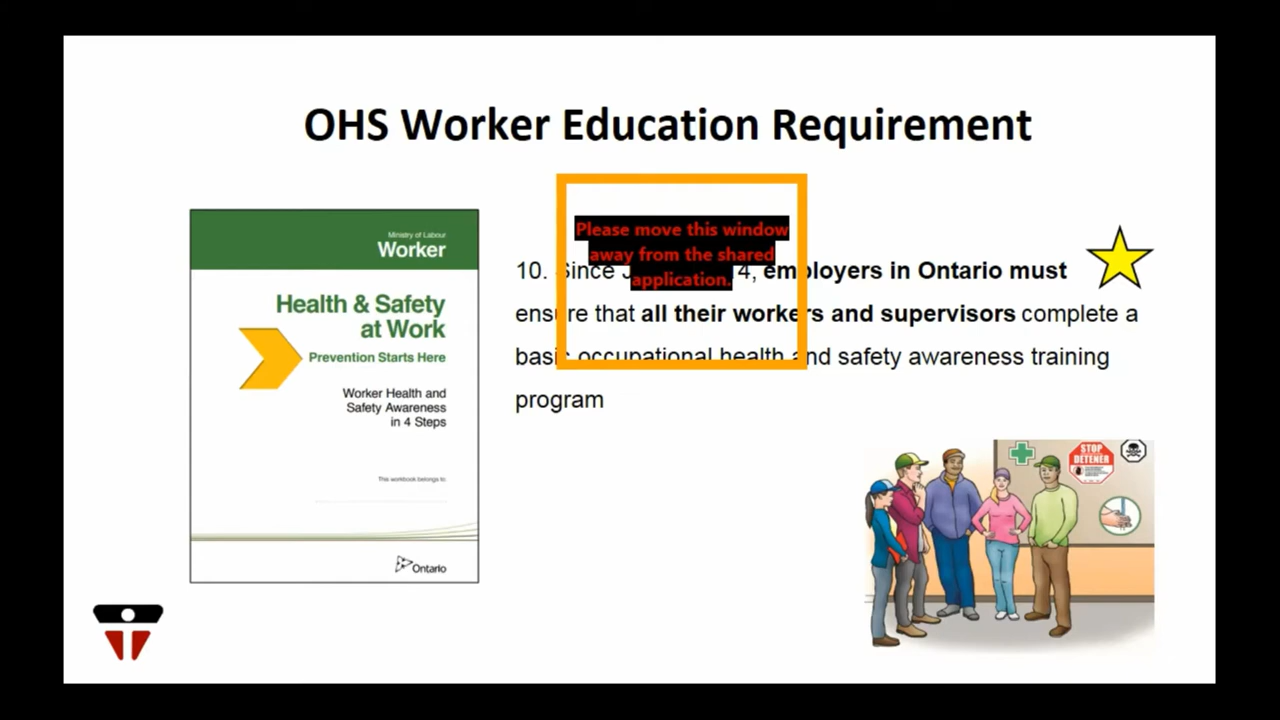 OHS Worker Education Requirement
Ministry of Labour
Worker
Health & Safety
at Work
Prevention Starts Here
Worker Health and
Safety Awareness
in 4 Steps
This workbook belongs to:
Ontario
Please move this window
away from the shared
application.
10. Since 4, employers in Ontario must
ensure that all their workers and supervisors complete a
basic occupational health and safety awareness training
program
STOP
DETENER